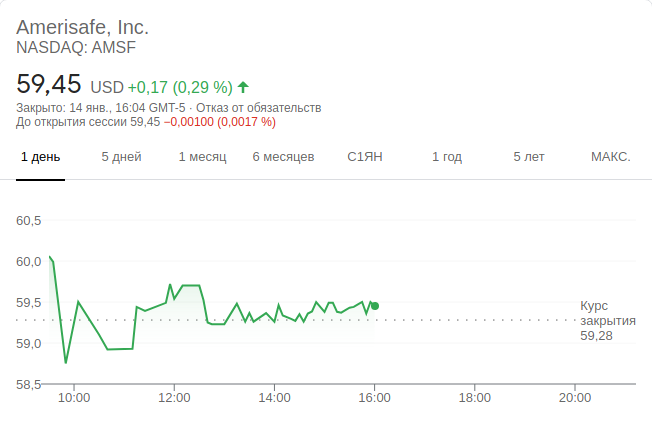 Amerisafe, Inc.
NASDAQ: AMSF
59,45 USD +0,17 (0,29 %)
Закрыто: 14 янв., 16:04 GMT-5 · Отказ от обязательств
До открытия сессии 59,45 −0,00100 (0,0017 %)
1 день 5 дней 1 месяц 6 месяцев С1ЯН 1 год 5 лет МАКС.
60,5
60,0
59,5
59,0
58,5
Курс
закрытия
59,28
10:00 12:00 14:00 16:00 18:00 20:00